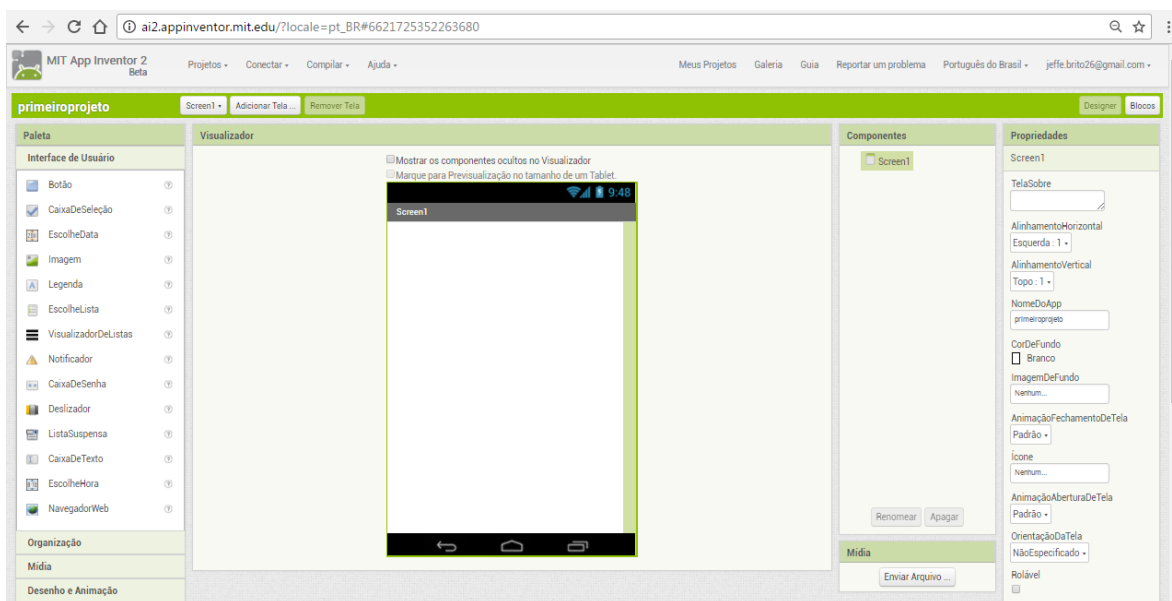 ai2.appinventor.mit.edu/?locale=pt_BR#6621725352263680
MIT App Inventor 2
Beta
Projetos Conectar Compilar Ajuda
Meus Projetos Galeria Guia Reportar um problema Português do Brasil jeffe.brito26@gmail.com
primeiroprojeto
Screen1 Adicionar Tela ... Remover Tela
Designer Blocos
Paleta
Interface de Usuário
Botão
CaixaDeSeleção
EscolheData
Imagem
Legenda
EscolheLista
VisualizadorDeListas
Notificador
CaixaDeSenha
Deslizador
ListaSuspensa
CaixaDeTexto
EscolheHora
NavegadorWeb
Organização
Mídia
Desenho e Animação
Visualizador
Mostrar os componentes ocultos no Visualizador
Marque para Previsualização no tamanho de um Tablet.
9:48
Screen1
Componentes
Screen1
Renomear Apagar
Mídia
Enviar Arquivo ...
Propriedades
Screen1
TelaSobre
AlinhamentoHorizontal
Esquerda : 1
AlinhamentoVertical
Topo : 1
NomeDoApp
primeiroprojeto
CorDeFundo
Branco
ImagemDeFundo
Nenhum...
AnimaçãoFechamentoDeTela
Padrão
Ícone
Nenhum...
AnimaçãoAberturaDeTela
Padrão
OrientaçãoDaTela
NãoEspecificado
Rolável